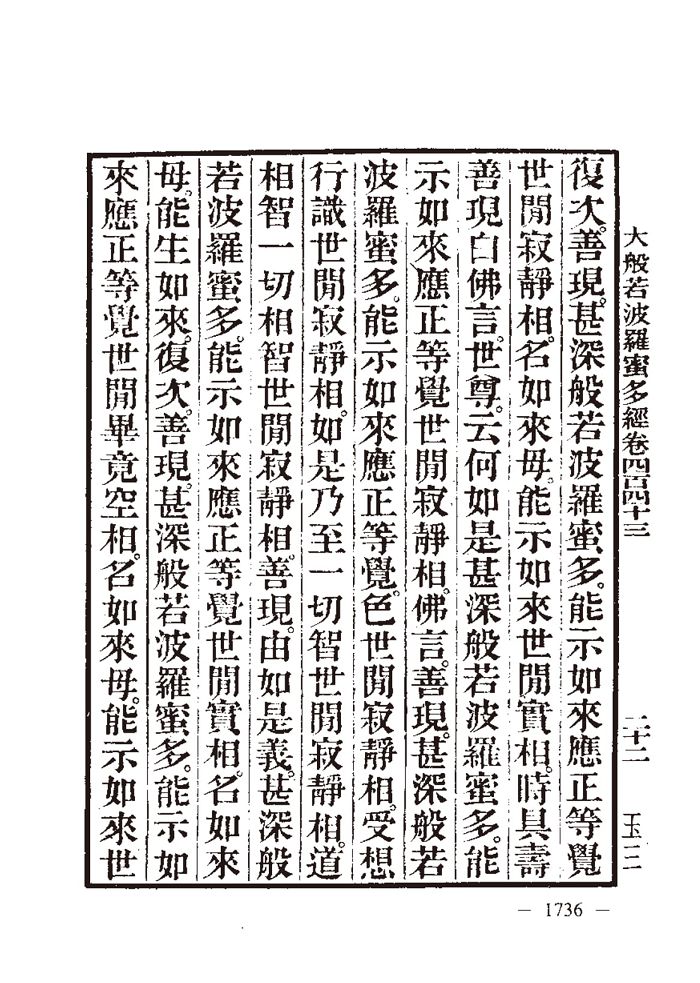 大般若波羅蜜多經卷四百四十三
二十二
玉三
復次。善現。甚深般若波羅蜜多。能示如來應正等覺
世間寂靜相。名如來母。能示如來世間實相。時具壽
善現白佛言。世尊。云何如是甚深般若波羅蜜多。能
示如來應正等覺世間寂靜相。佛言。善現。甚深般若
波羅蜜多。能示如來應正等覺。色世間寂靜相。受想
行識世間寂靜相。如是乃至一切智世間寂靜相。道
相智一切相智世間寂靜相。善現。由如是義。甚深般
若波羅蜜多。能示如來應正等覺世間實相。名如來
母。能生如來。復次。善現。甚深般若波羅蜜多。能示如
來應正等覺世間畢竟空相。名如來母。能示如來世
— 1736 —